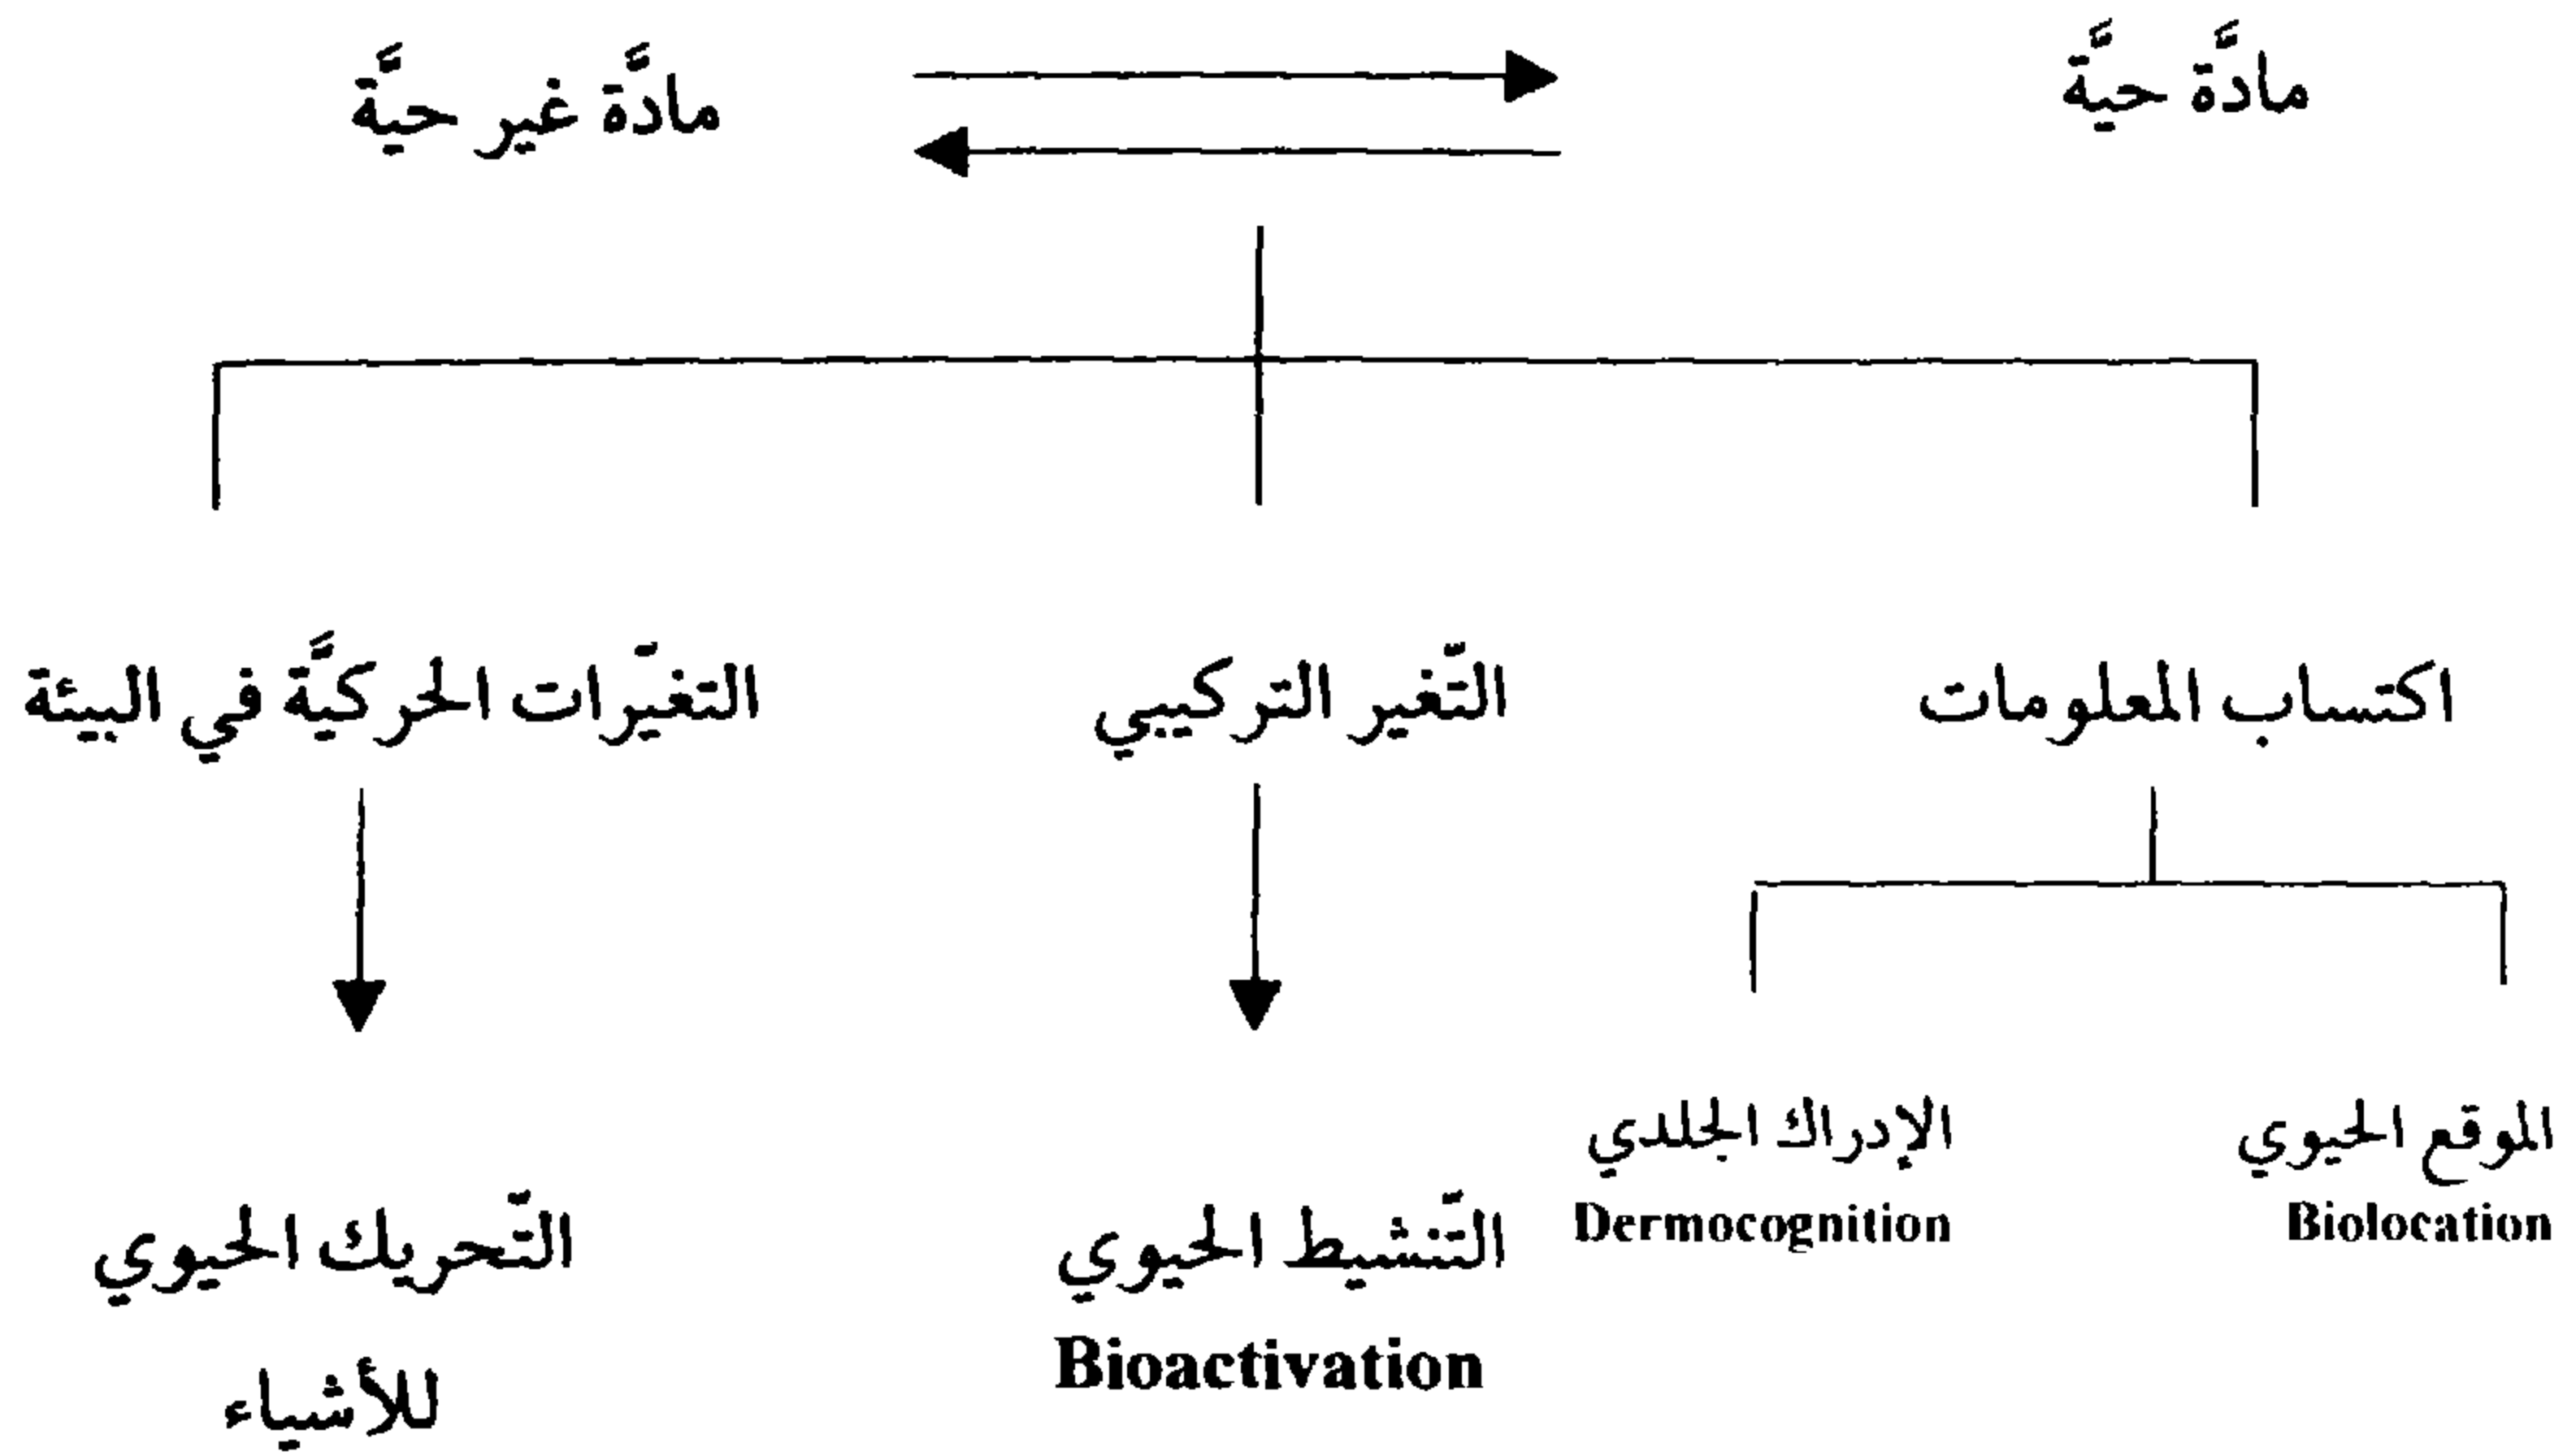 مادَّة حيَّة
مادَّة غير حيَّة
اكتساب المعلومات
التّغير التركيبي
التغيّرات الحركيَّة في البيئة
الموقع الحيوي
Biolocation
الإدراك الجلدي
Dermocognition
التّنشيط الحيوي
Bioactivation
التّحريك الحيوي
للأشياء